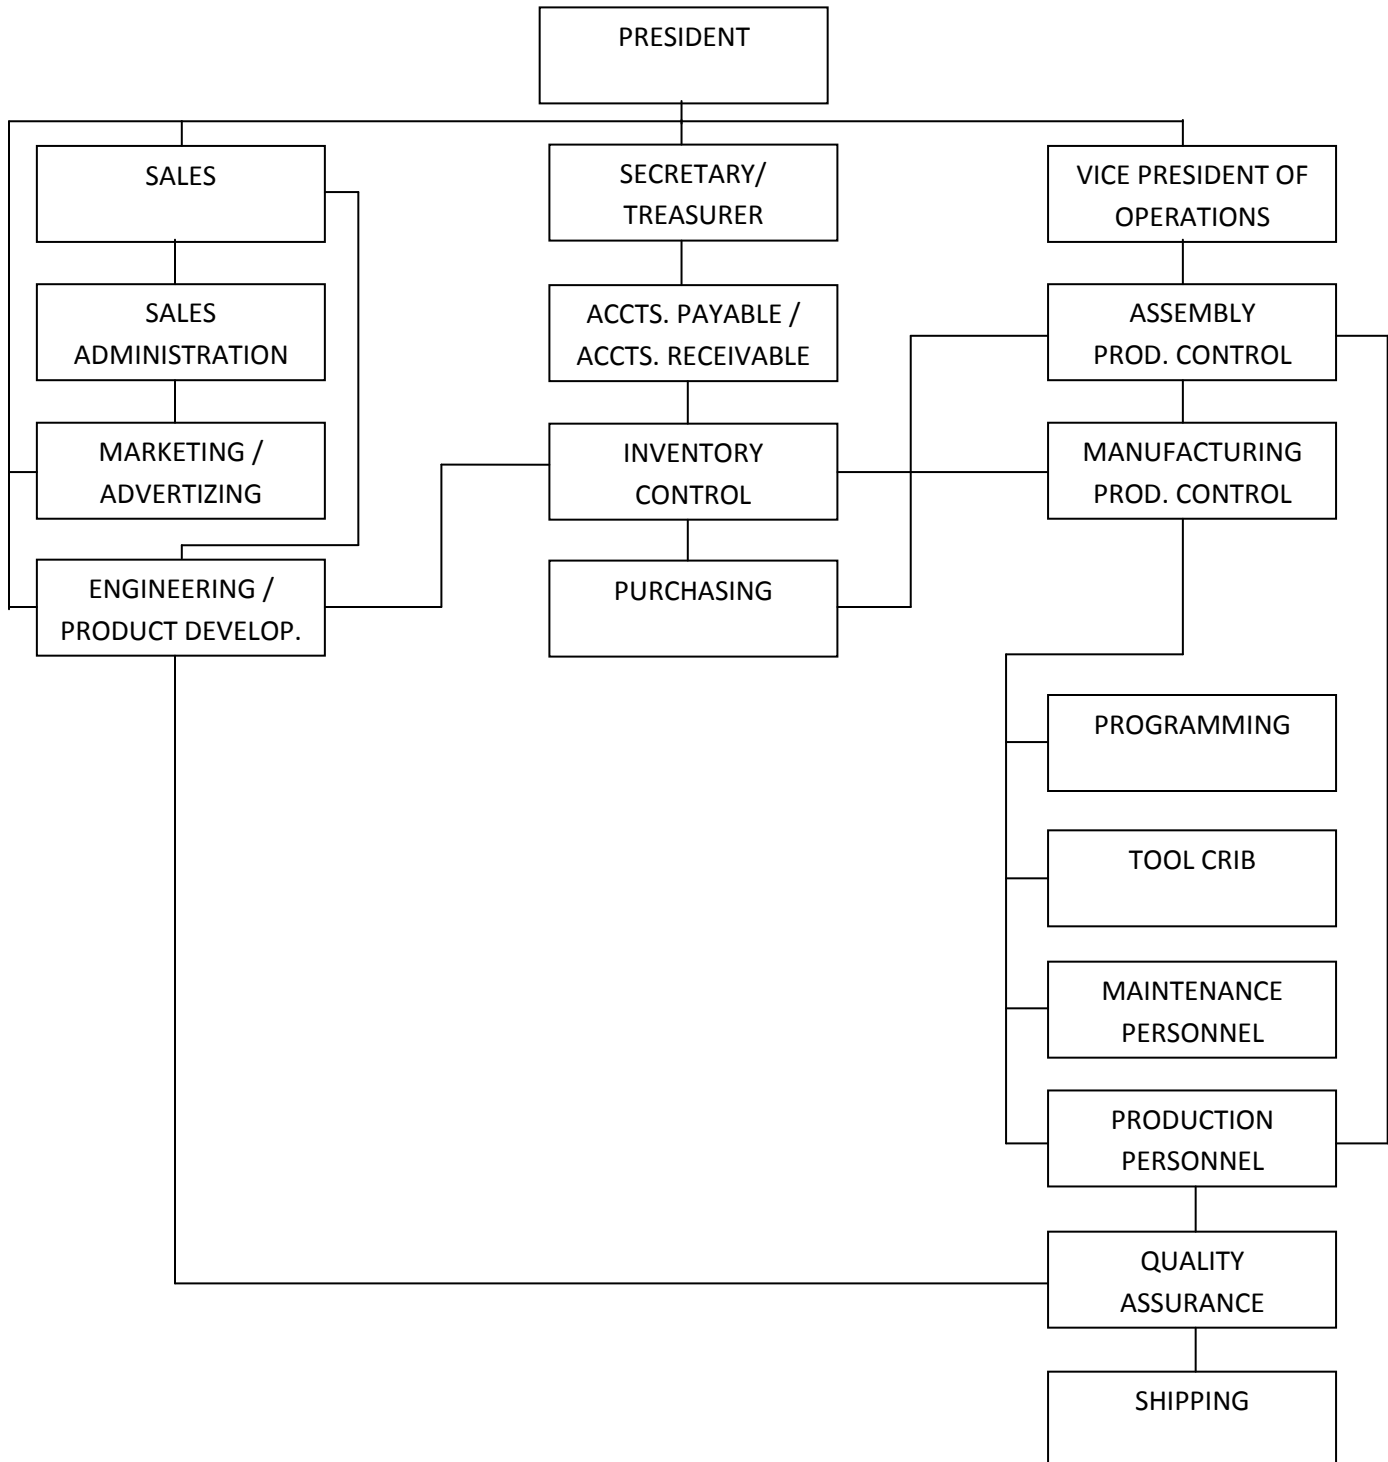 PRESIDENT
SALES
SECRETARY/
TREASURER
VICE PRESIDENT OF
OPERATIONS
SALES
ADMINISTRATION
ACCTS. PAYABLE /
ACCTS. RECEIVABLE
ASSEMBLY
PROD. CONTROL
MARKETING /
ADVERTIZING
INVENTORY
CONTROL
MANUFACTURING
PROD. CONTROL
ENGINEERING /
PRODUCT DEVELOP.
PURCHASING
PROGRAMMING
TOOL CRIB
MAINTENANCE
PERSONNEL
PRODUCTION
PERSONNEL
QUALITY
ASSURANCE
SHIPPING